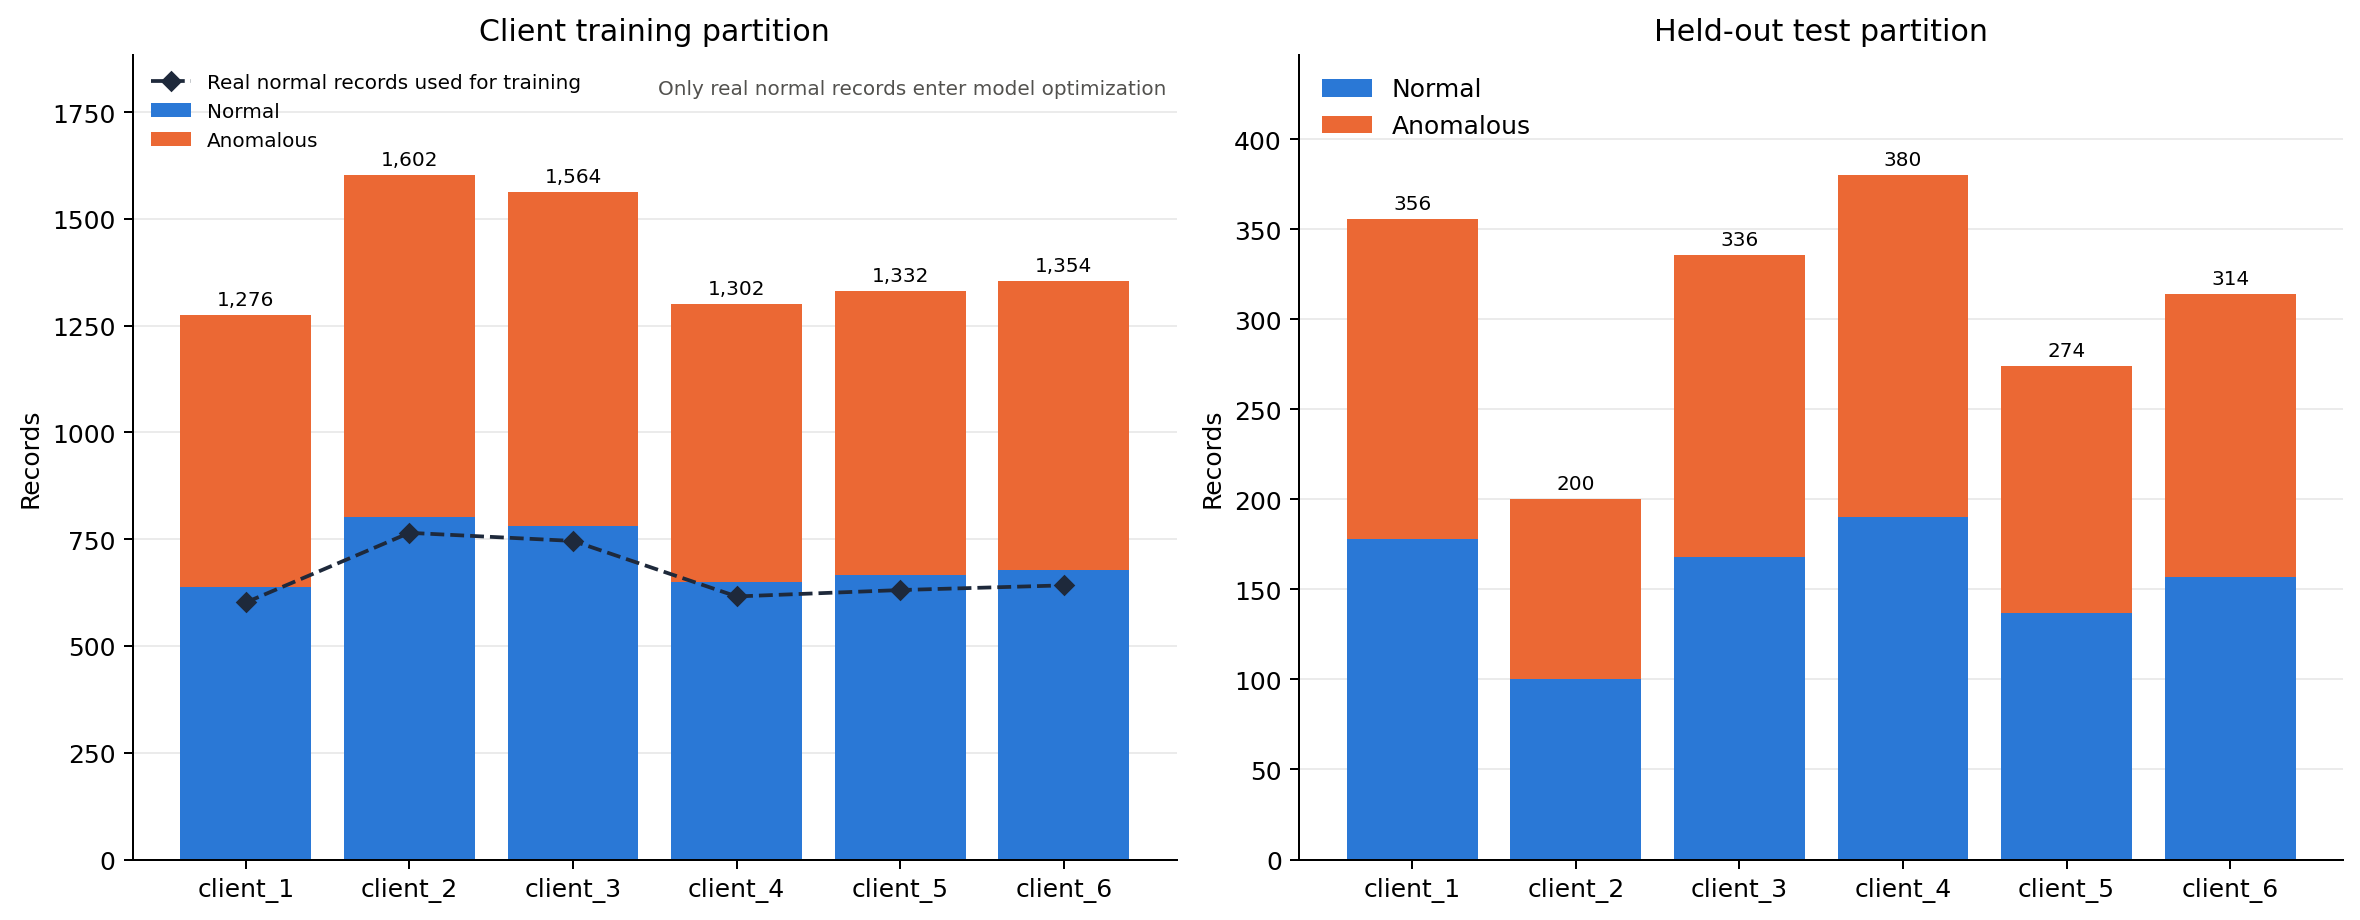 Client training partition
Real normal records used for training
Normal
Anomalous
Only real normal records enter model optimization
Records
1750
1500
1250
1000
750
500
250
0
1,276
1,602
1,564
1,302
1,332
1,354
client_1 client_2 client_3 client_4 client_5 client_6
Held-out test partition
Normal
Anomalous
Records
400
350
300
250
200
150
100
50
0
356
200
336
380
274
314
client_1 client_2 client_3 client_4 client_5 client_6